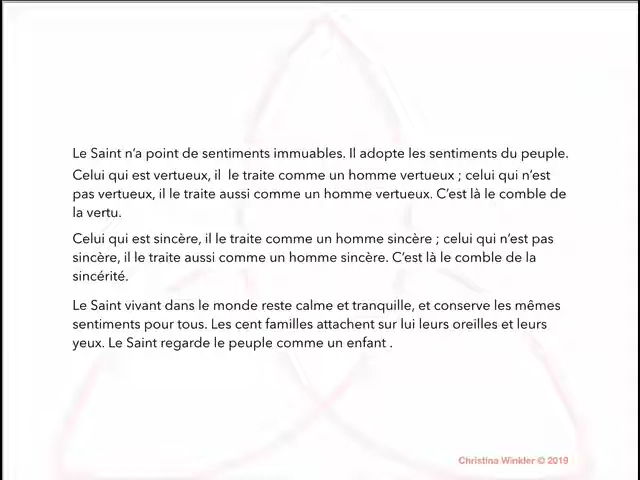 Le Saint n'a point de sentiments immuables. Il adopte les sentiments du peuple.
Celui qui est vertueux, il  le traite comme un homme vertueux ; celui qui n'est
pas vertueux, il le traite aussi comme un homme vertueux. C'est là le comble de
la vertu.
Celui qui est sincère, il le traite comme un homme sincère ; celui qui n'est pas
sincère, il le traite aussi comme un homme sincère. C'est là le comble de la
sincérité.
Le Saint vivant dans le monde reste calme et tranquille, et conserve les mêmes
sentiments pour tous. Les cent familles attachent sur lui leurs oreilles et leurs
yeux. Le Saint regarde le peuple comme un enfant .
Christina Winkler © 2019